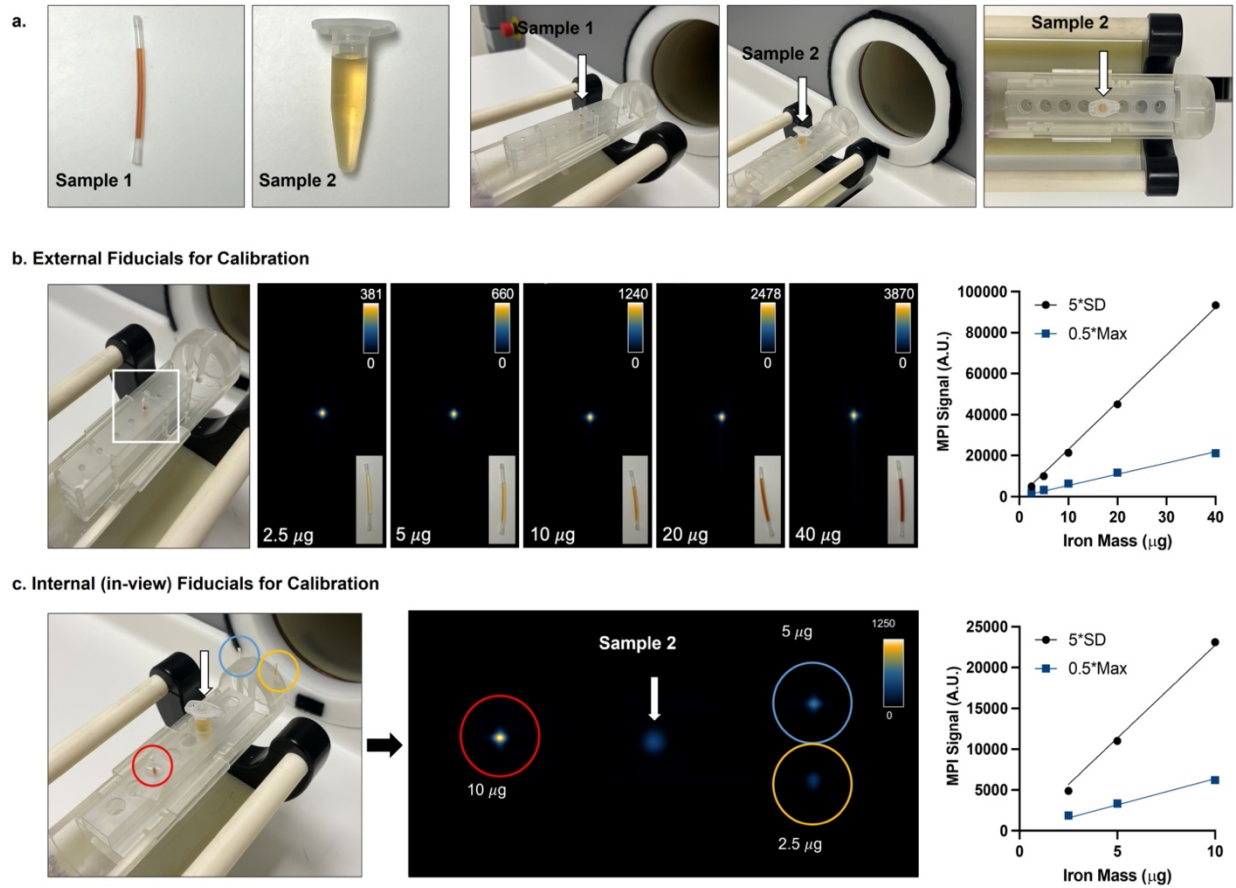 a.
Sample 1
Sample 2
Sample 1
Sample 2
Sample 2
b. External Fiducials for Calibration
381
0
2.5 μg
660
0
5 μg
1240
0
10 μg
2478
0
20 μg
3870
0
40 μg
100000
80000
60000
40000
20000
0
MPI Signal (A.U.)
5*SD
0.5*Max
0
10
20
30
40
Iron Mass (μg)
c. Internal (in-view) Fiducials for Calibration
Sample 2
5 μg
1250
0
10 μg
2.5 μg
25000
20000
15000
10000
5000
0
MPI Signal (A.U.)
5*SD
0.5*Max
0
5
10
Iron Mass (μg)